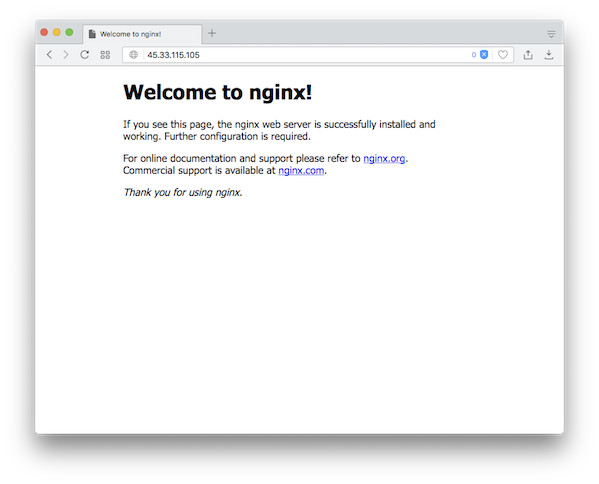 Welcome to nginx!
45.33.115.105
0
Welcome to nginx!
If you see this page, the nginx web server is successfully installed and
working. Further configuration is required.
For online documentation and support please refer to nginx.org.
Commercial support is available at nginx.com.
Thank you for using nginx.